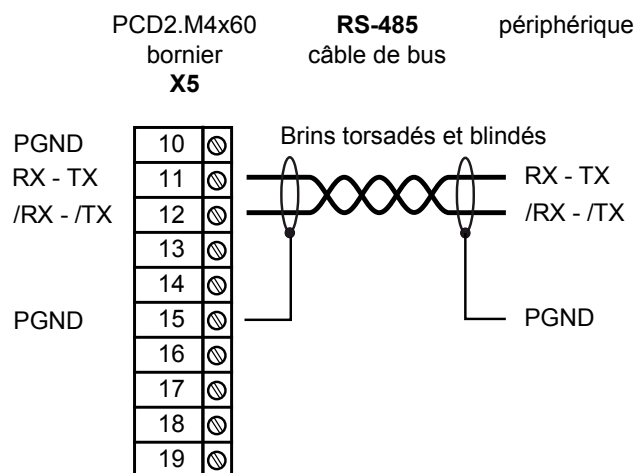 PCD2.M4x60 RS-485 périphérique
bornier câble de bus
X5
PGND 10 Brins torsadés et blindés
RX - TX 11 RX - TX
/RX - /TX 12 /RX - /TX
13
14
PGND 15 PGND
16
17
18
19